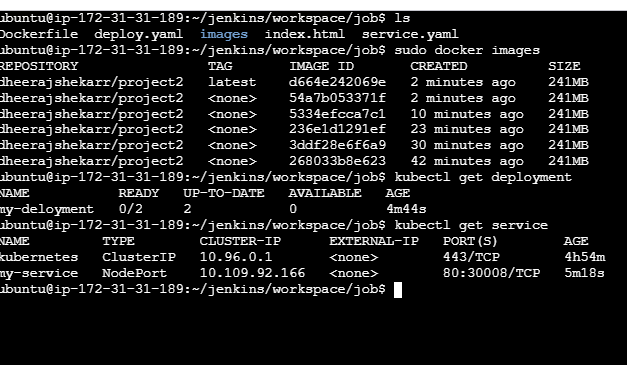 ubuntu@ip-172-31-31-189:~/jenkins/workspace/job$ ls
Dockerfile deploy.yaml images index.html service.yaml
ubuntu@ip-172-31-31-189:~/jenkins/workspace/job$ sudo docker images
REPOSITORY TAG IMAGE ID CREATED SIZE
dheerajshekarr/project2 latest d664e242069e 2 minutes ago 241MB
dheerajshekarr/project2 <none> 54a7b053371f 2 minutes ago 241MB
dheerajshekarr/project2 <none> 5334efcca7c1 10 minutes ago 241MB
dheerajshekarr/project2 <none> 236e1d1291ef 23 minutes ago 241MB
dheerajshekarr/project2 <none> 3ddf28e6f6a9 30 minutes ago 241MB
dheerajshekarr/project2 <none> 268033b8e623 42 minutes ago 241MB
ubuntu@ip-172-31-31-189:~/jenkins/workspace/job$ kubectl get deployment
NAME READY UP-TO-DATE AVAILABLE AGE
my-deloyment 0/2 2 0 4m44s
ubuntu@ip-172-31-31-189:~/jenkins/workspace/job$ kubectl get service
NAME TYPE CLUSTER-IP EXTERNAL-IP PORT(S) AGE
kubernetes ClusterIP 10.96.0.1 <none> 443/TCP 4h54m
my-service NodePort 10.109.92.166 <none> 80:30008/TCP 5m18s
ubuntu@ip-172-31-31-189:~/jenkins/workspace/job$